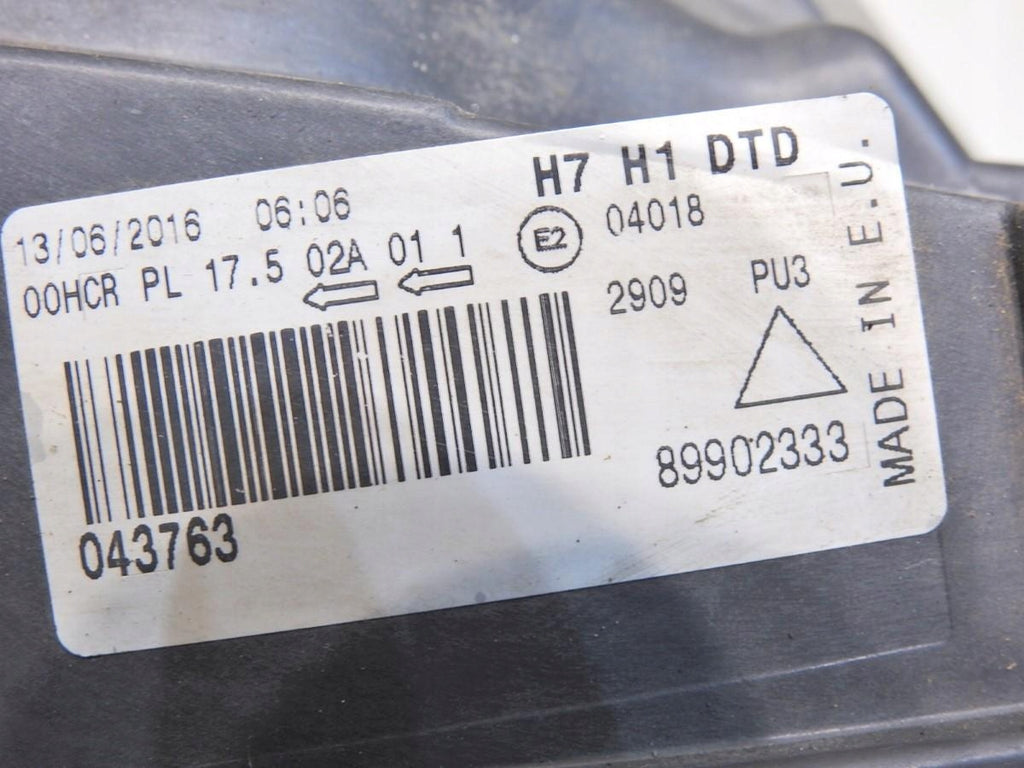 H7 H1 DTD
13/06/2016 06:06
00HCR PL 17.5 02A 01 1
E2
04018
2909
PU3
89902333
043763
MADE IN E.U.